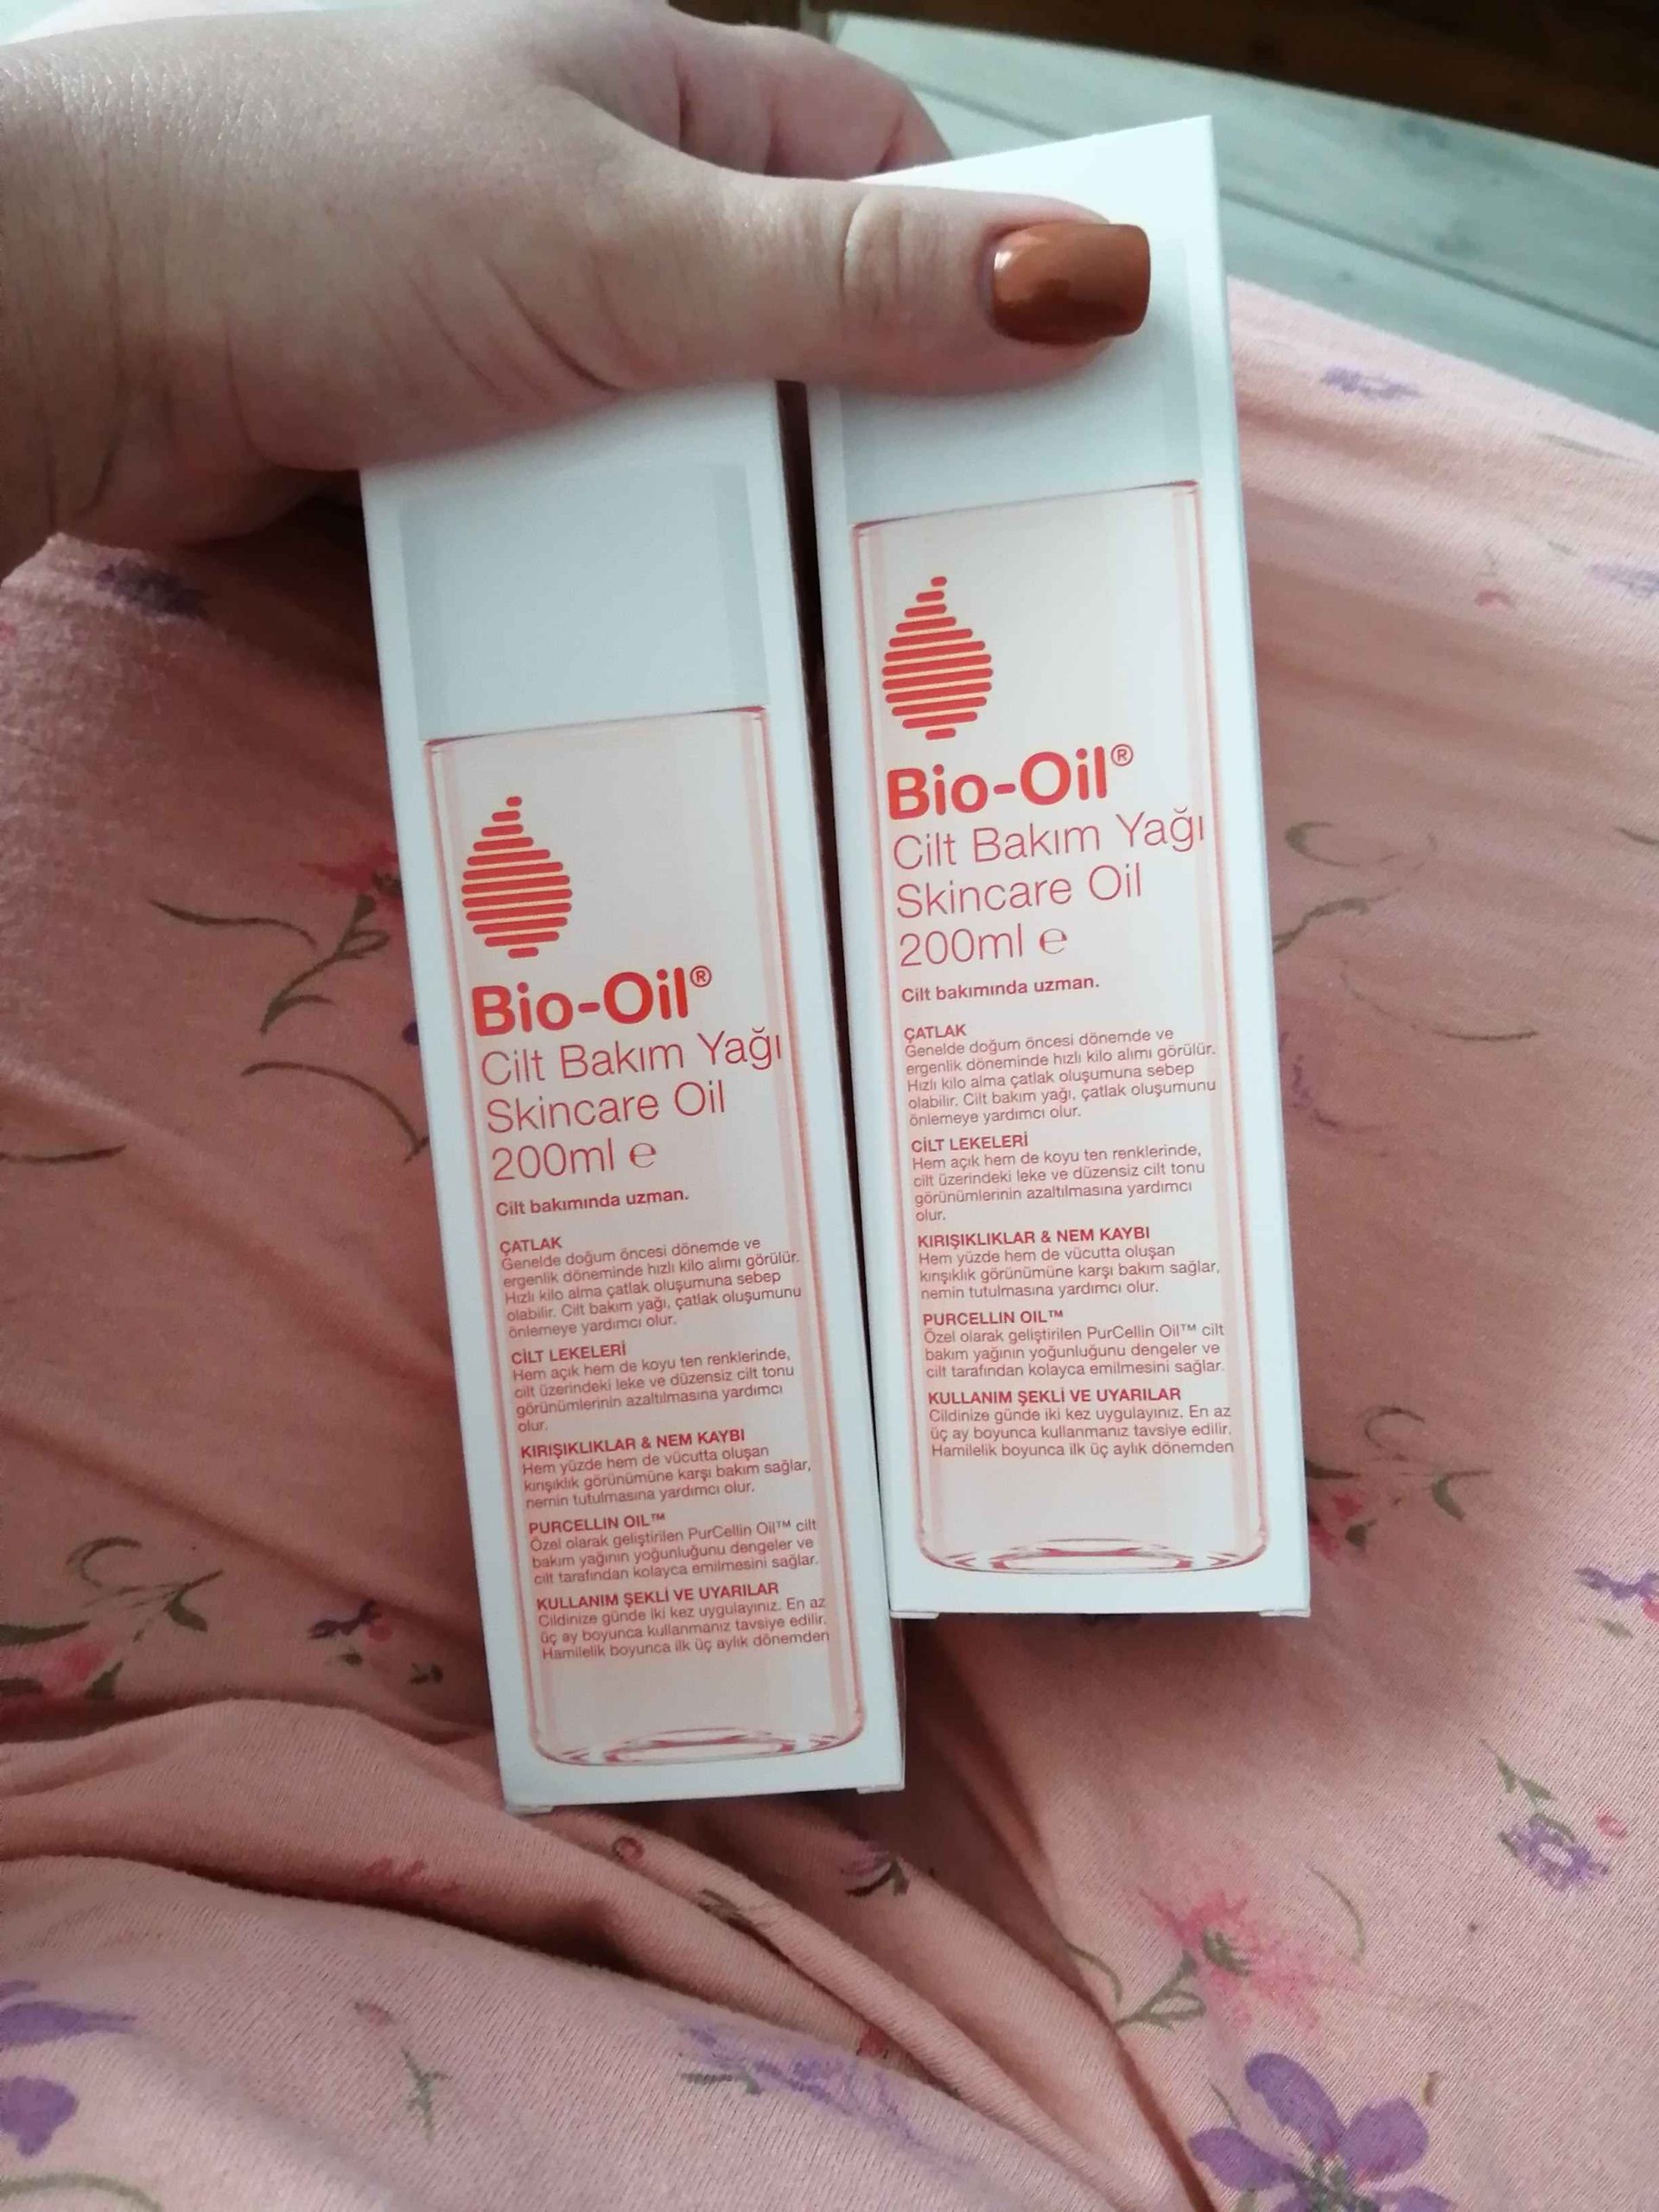 Bio-Oil®
Cilt Bakım Yağı
Skincare Oil
200ml ℮
Cilt bakımında uzman.
ÇATLAK
Genelde doğum öncesi dönemde ve
ergenlik döneminde hızlı kilo alımı görülür.
Hızlı kilo alma çatlak oluşumuna sebep
olabilir. Cilt bakım yağı, çatlak oluşumunu
önlemeye yardımcı olur.
CİLT LEKELERİ
Hem açık hem de koyu ten renklerinde,
cilt üzerindeki leke ve düzensiz cilt tonu
görünümlerinin azaltılmasına yardımcı
olur.
KIRIŞIKLIKLAR & NEM KAYBI
Hem yüzde hem de vücutta oluşan
kırışıklık görünümüne karşı bakım sağlar,
nemin tutulmasına yardımcı olur.
PURCELLIN OIL™
Özel olarak geliştirilen PurCellin Oil™ cilt
bakım yağının yoğunluğunu dengeler ve
cilt tarafından kolayca emilmesini sağlar.
KULLANIM ŞEKLİ VE UYARILAR
Cildinize günde iki kez uygulayınız. En az
üç ay boyunca kullanmanız tavsiye edilir.
Hamilelik boyunca ilk üç aylık dönemden
Bio-Oil®
Cilt Bakım Yağı
Skincare Oil
200ml ℮
Cilt bakımında uzman.
ÇATLAK
Genelde doğum öncesi dönemde ve
ergenlik döneminde hızlı kilo alımı görülür.
Hızlı kilo alma çatlak oluşumuna sebep
olabilir. Cilt bakım yağı, çatlak oluşumunu
önlemeye yardımcı olur.
CİLT LEKELERİ
Hem açık hem de koyu ten renklerinde,
cilt üzerindeki leke ve düzensiz cilt tonu
görünümlerinin azaltılmasına yardımcı
olur.
KIRIŞIKLIKLAR & NEM KAYBI
Hem yüzde hem de vücutta oluşan
kırışıklık görünümüne karşı bakım sağlar,
nemin tutulmasına yardımcı olur.
PURCELLIN OIL™
Özel olarak geliştirilen PurCellin Oil™ cilt
bakım yağının yoğunluğunu dengeler ve
cilt tarafından kolayca emilmesini sağlar.
KULLANIM ŞEKLİ VE UYARILAR
Cildinize günde iki kez uygulayınız. En az
üç ay boyunca kullanmanız tavsiye edilir.
Hamilelik boyunca ilk üç aylık dönemden